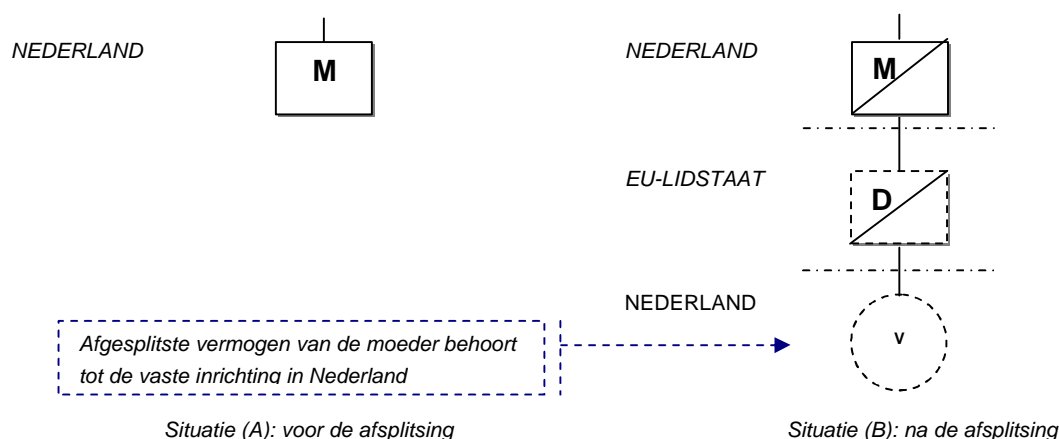 NEDERLAND
M
NEDERLAND
M
EU-LIDSTAAT
D
NEDERLAND
V
Afgesplitste vermogen van de moeder behoort
tot de vaste inrichting in Nederland
Situatie (A): voor de afsplitsing
Situatie (B): na de afsplitsing